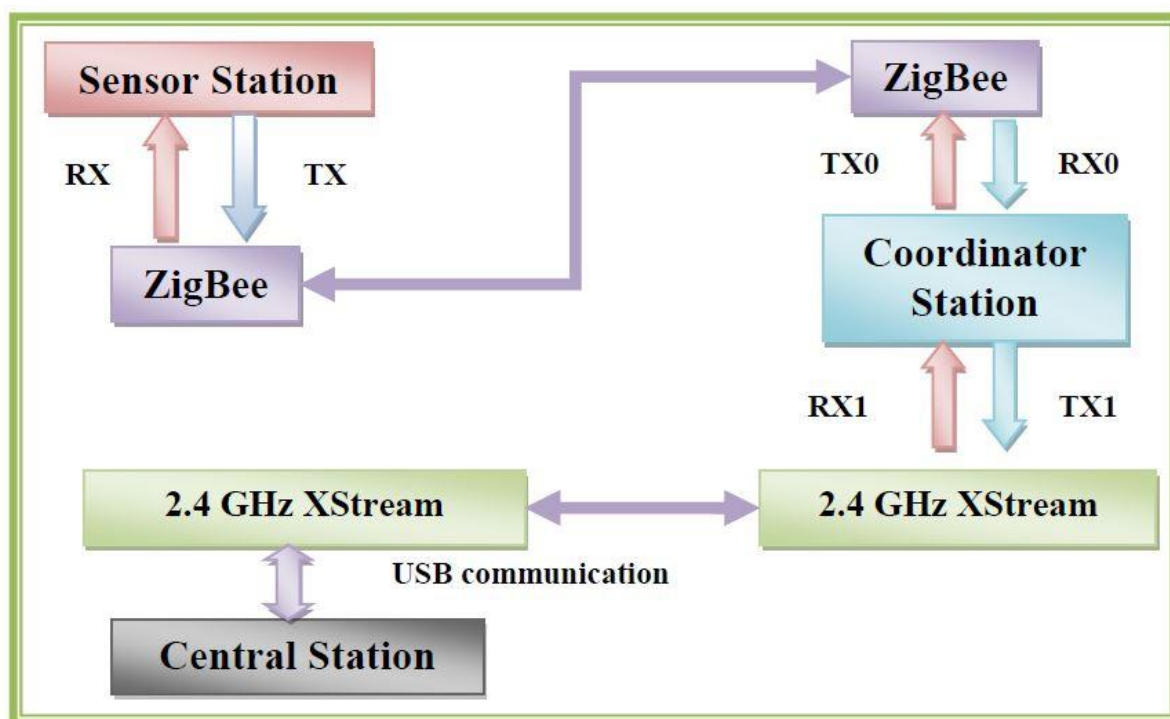 Sensor Station
ZigBee
RX
TX
TX0
RX0
ZigBee
Coordinator
Station
RX1
TX1
2.4 GHz XStream
2.4 GHz XStream
USB communication
Central Station